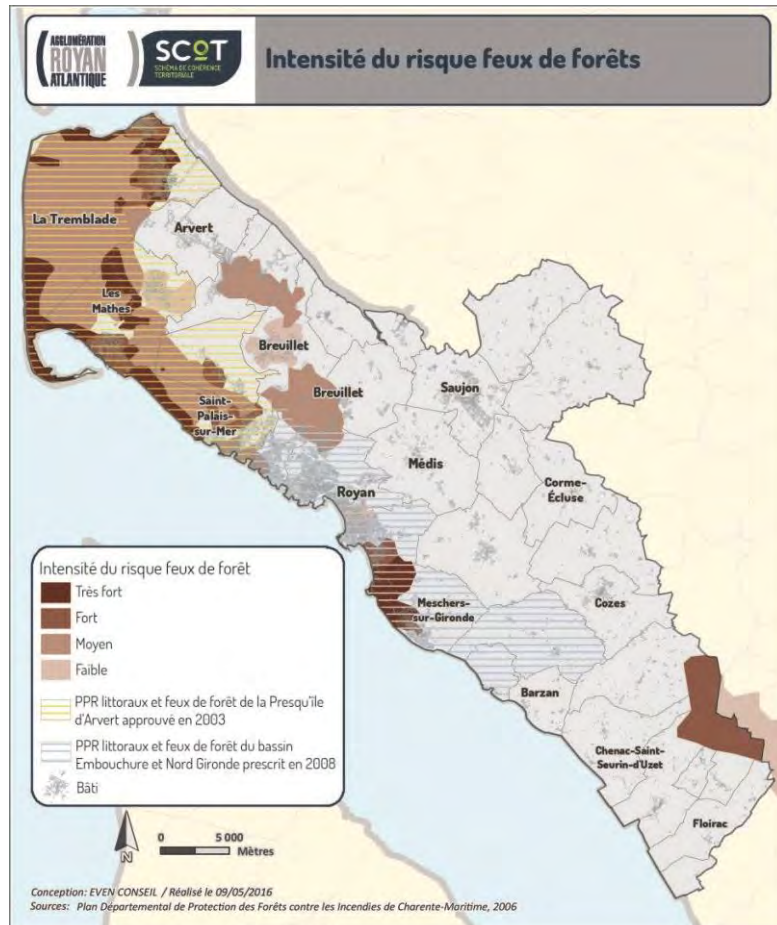 AGGLOMÉRATION
ROYAN
ATLANTIQUE
SCOT
SCHÉMA DE COHÉRENCE
TERRITORIALE
Intensité du risque feux de forêts
La Tremblade
Arvert
Les
Mathes
Breuillet
Breuillet
Saujon
Saint-
Palais-
sur-Mer
Médis
Royan
Corme-
Écluse
Meschers-
sur-Gironde
Cozes
Barzan
Chenac-Saint-
Seurin-d'Uzet
Floirac
Intensité du risque feux de forêt
Très fort
Fort
Moyen
Faible
PPR littoraux et feux de forêt de la Presqu'île
d'Arvert approuvé en 2003
PPR littoraux et feux de forêt du bassin
Embouchure et Nord Gironde prescrit en 2008
Bâti
N
0 5 000
Mètres
Conception: EVEN CONSEIL / Réalisé le 09/05/2016
Sources: Plan Départemental de Protection des Forêts contre les Incendies de Charente-Maritime, 2006